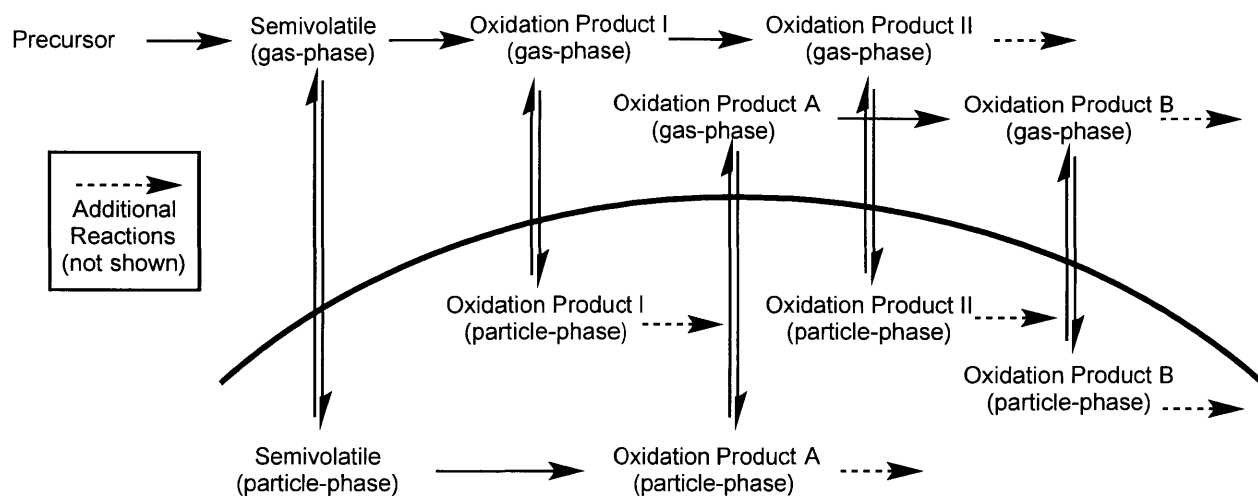 Precursor
Semivolatile
(gas-phase)
Oxidation Product I
(gas-phase)
Oxidation Product II
(gas-phase)
Oxidation Product A
(gas-phase)
Oxidation Product B
(gas-phase)
Additional
Reactions
(not shown)
Oxidation Product I
(particle-phase)
Oxidation Product II
(particle-phase)
Oxidation Product B
(particle-phase)
Semivolatile
(particle-phase)
Oxidation Product A
(particle-phase)